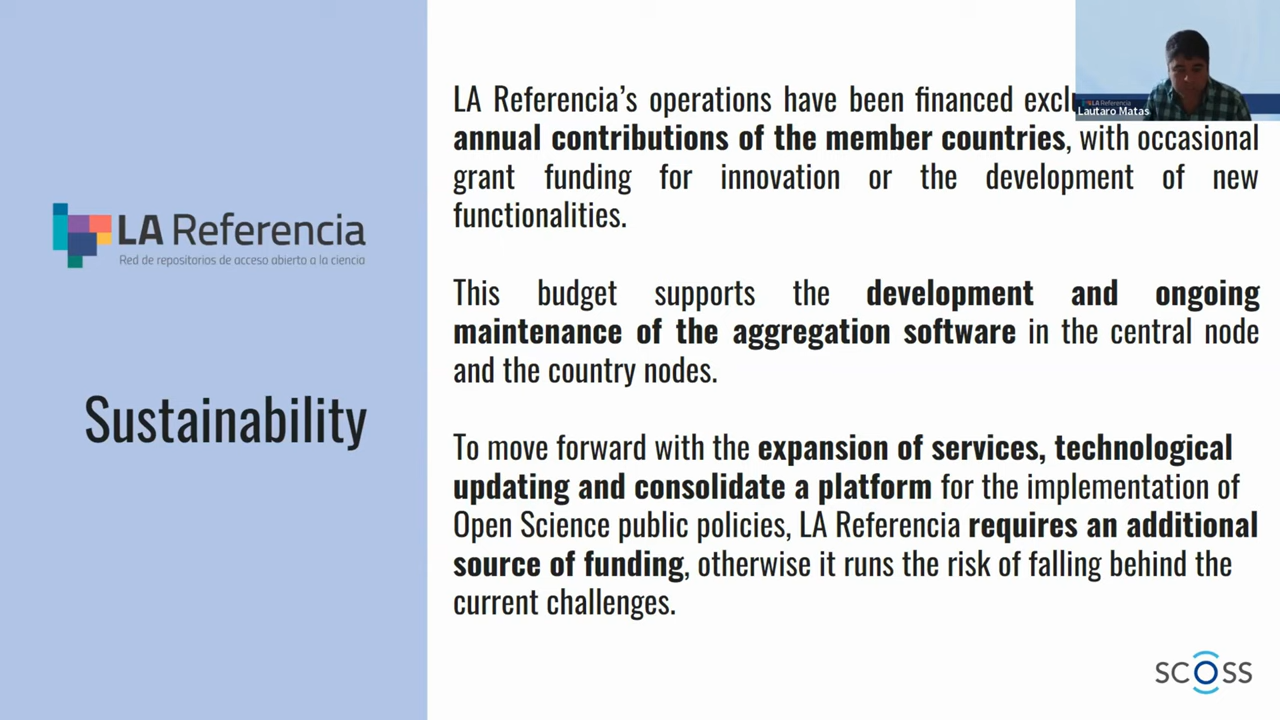 LA Referencia
Red de repositorios de acceso abierto a la ciencia
Sustainability
LA Referencia's operations have been financed
annual contributions of the member countries, with occasional
grant funding for innovation or the development of new
functionalities.
This budget supports the development and ongoing
maintenance of the aggregation software in the central node
and the country nodes.
To move forward with the expansion of services, technological
updating and consolidate a platform for the implementation of
Open Science public policies, LA Referencia requires an additional
source of funding, otherwise it runs the risk of falling behind the
current challenges.
LA Referencia
Lautaro Matas
SCOSS